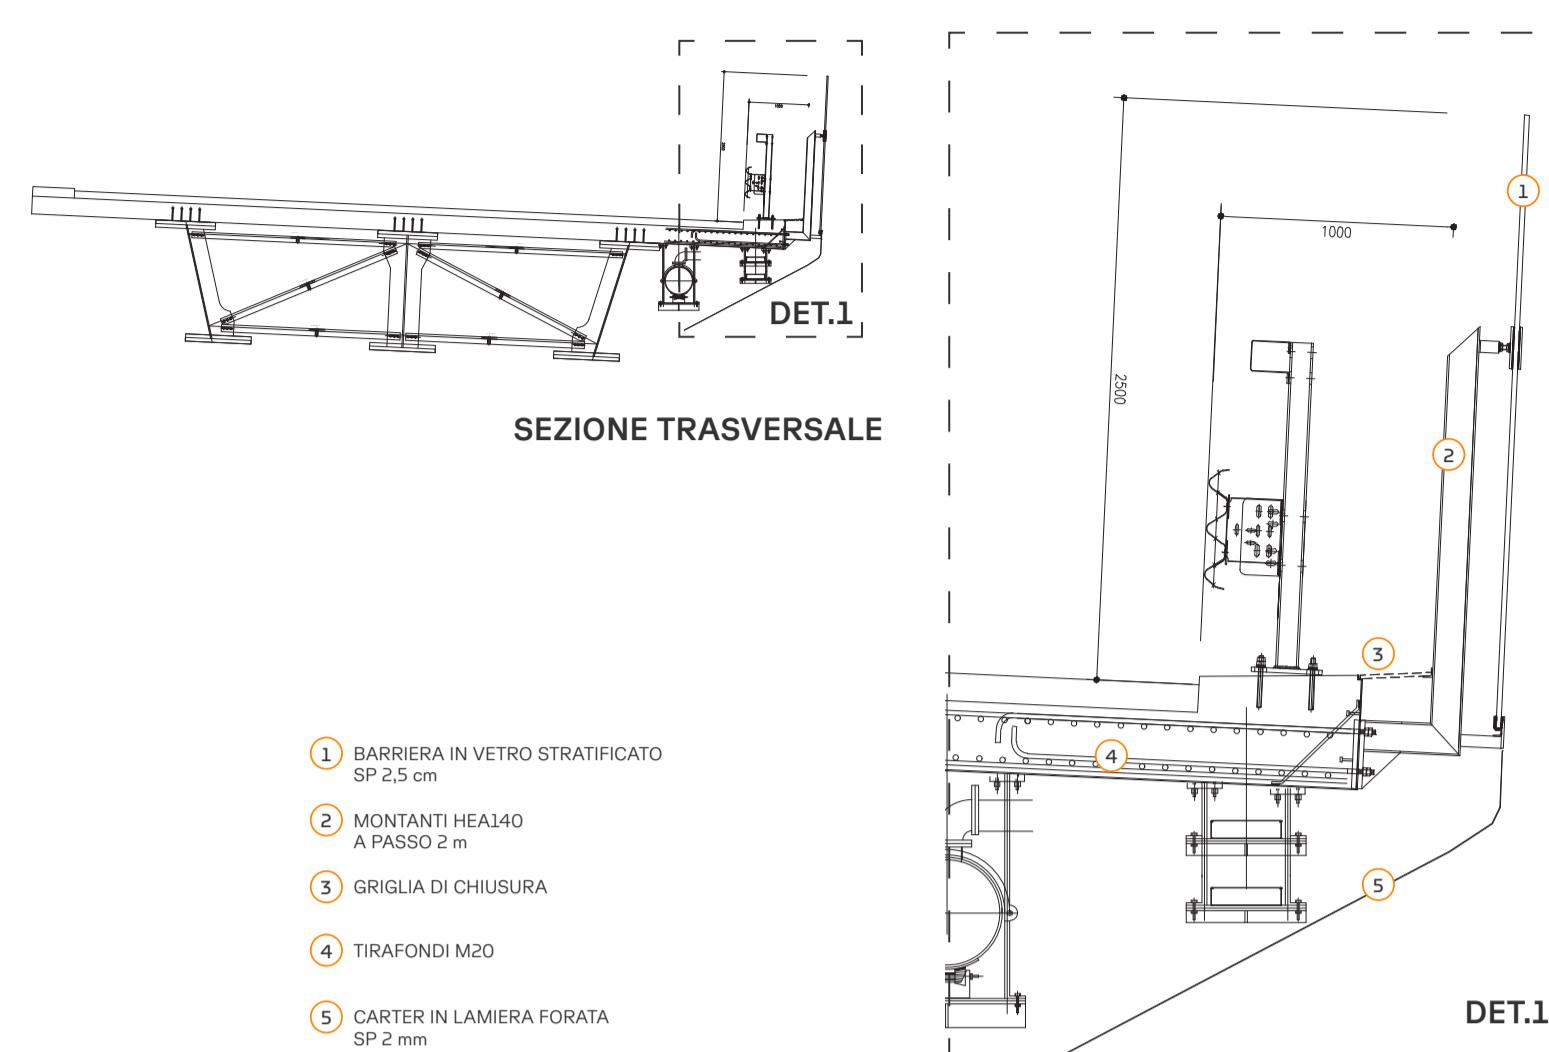 DET.1
SEZIONE TRASVERSALE
1 BARRIERA IN VETRO STRATIFICATO
SP 2,5 cm
2 MONTANTI HEA140
A PASSO 2 m
3 GRIGLIA DI CHIUSURA
4 TIRAFONDI M20
5 CARTER IN LAMIERA FORATA
SP 2 mm
1
1000
2500
2
3
4
5
DET.1